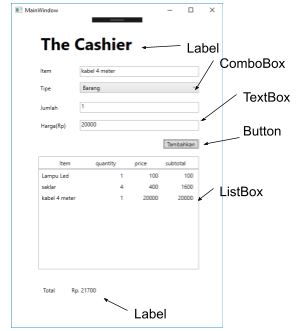 MainWindow
The Cashier
Label
ComboBox
Item kabel 4 meter
Tipe Barang
TextBox
Jumlah 1
Harga(Rp) 20000
Button
Tambahkan
Item quantity price subtotal
Lampu Led 1 100 100
saklar 4 400 1600
kabel 4 meter 1 20000 20000
ListBox
Total Rp. 21700
Label